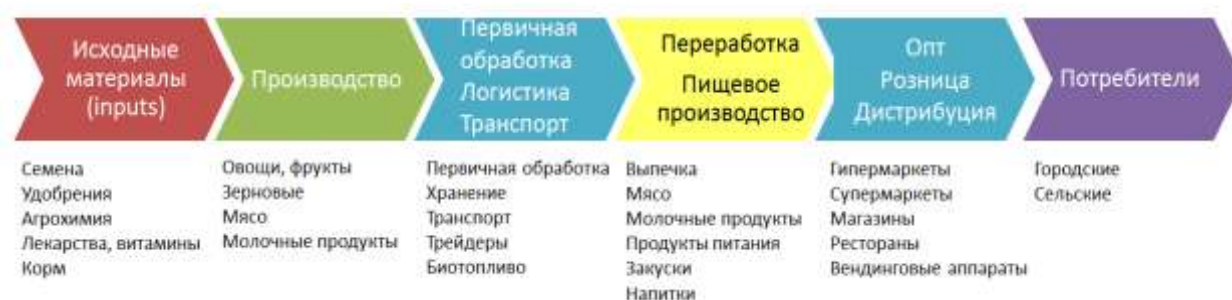 Исходные
материалы
(inputs)
Производство
Первичная
обработка
Логистика
Транспорт
Переработка
Пищевое
производство
Опт
Розница
Дистрибуция
Потребители
Семена
Удобрения
Агрохимия
Лекарства, витамины
Корм
Овощи, фрукты
Зерновые
Мясо
Молочные продукты
Первичная обработка
Хранение
Транспорт
Трейдеры
Биотопливо
Выпечка
Мясо
Молочные продукты
Продукты питания
Закуски
Напитки
Гипермаркеты
Супермаркеты
Магазины
Рестораны
Вендинговые аппараты
Городские
Сельские